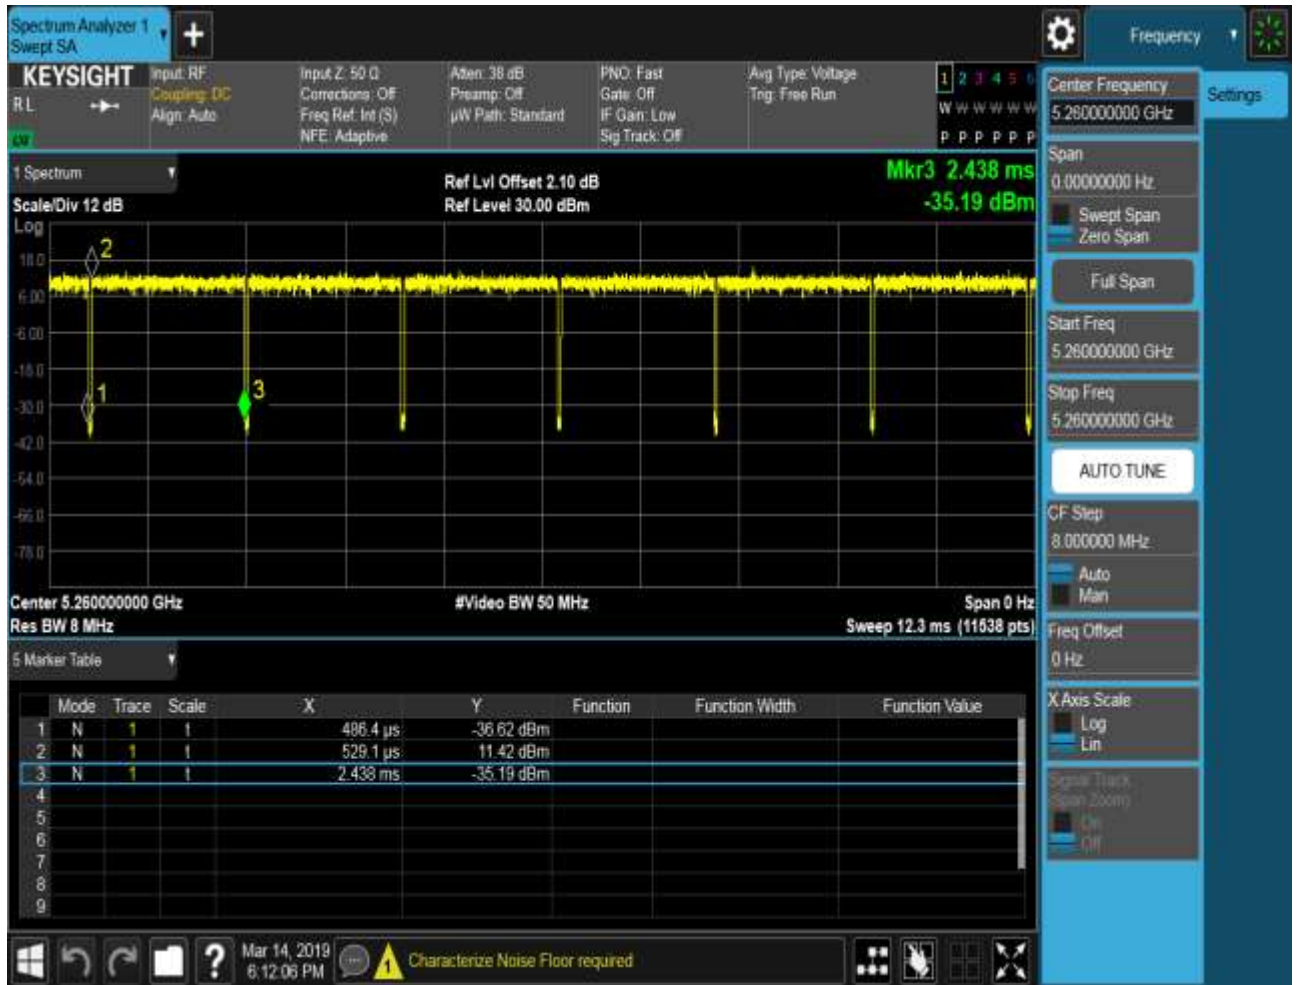 Spectrum Analyzer 1
Swept SA
+
Frequency
KEYSIGHT
RL
Input: RF
Coupling: DC
Align: Auto
Input Z: 50 Ω
Corrections: Off
Freq Ref: Int (S)
NFE: Adaptive
Atten: 38 dB
Preamp: Off
µW Path: Standard
PNO: Fast
Gate: Off
IF Gain: Low
Sig Track: Off
Avg Type: Voltage
Trig: Free Run
1 2 3 4 5 6
W W W W W W
P P P P P P
Settings
Center Frequency
5.260000000 GHz
Span
0.00000000 Hz
Swept Span
Zero Span
Full Span
Start Freq
5.260000000 GHz
Stop Freq
5.260000000 GHz
AUTO TUNE
CF Step
8.000000 MHz
Auto
Man
Freq Offset
0 Hz
X Axis Scale
Log
Lin
Signal Track
(Span Zoom)
On
Off
1 Spectrum
Scale/Div 12 dB
Log
Ref Lvl Offset 2.10 dB
Ref Level 30.00 dBm
Mkr3 2.438 ms
-35.19 dBm
18.0
6.00
-6.00
-18.0
-30.0
-42.0
-54.0
-66.0
-78.0
2
1
3
Center 5.260000000 GHz
Res BW 8 MHz
#Video BW 50 MHz
Span 0 Hz
Sweep 12.3 ms (11538 pts)
5 Marker Table
Mode Trace Scale X Y Function Function Width Function Value
1 N 1 t 486.4 µs -36.62 dBm
2 N 1 t 529.1 µs 11.42 dBm
3 N 1 t 2.438 ms -35.19 dBm
4
5
6
7
8
9
?
Mar 14, 2019
6:12:06 PM
1
Characterize Noise Floor required